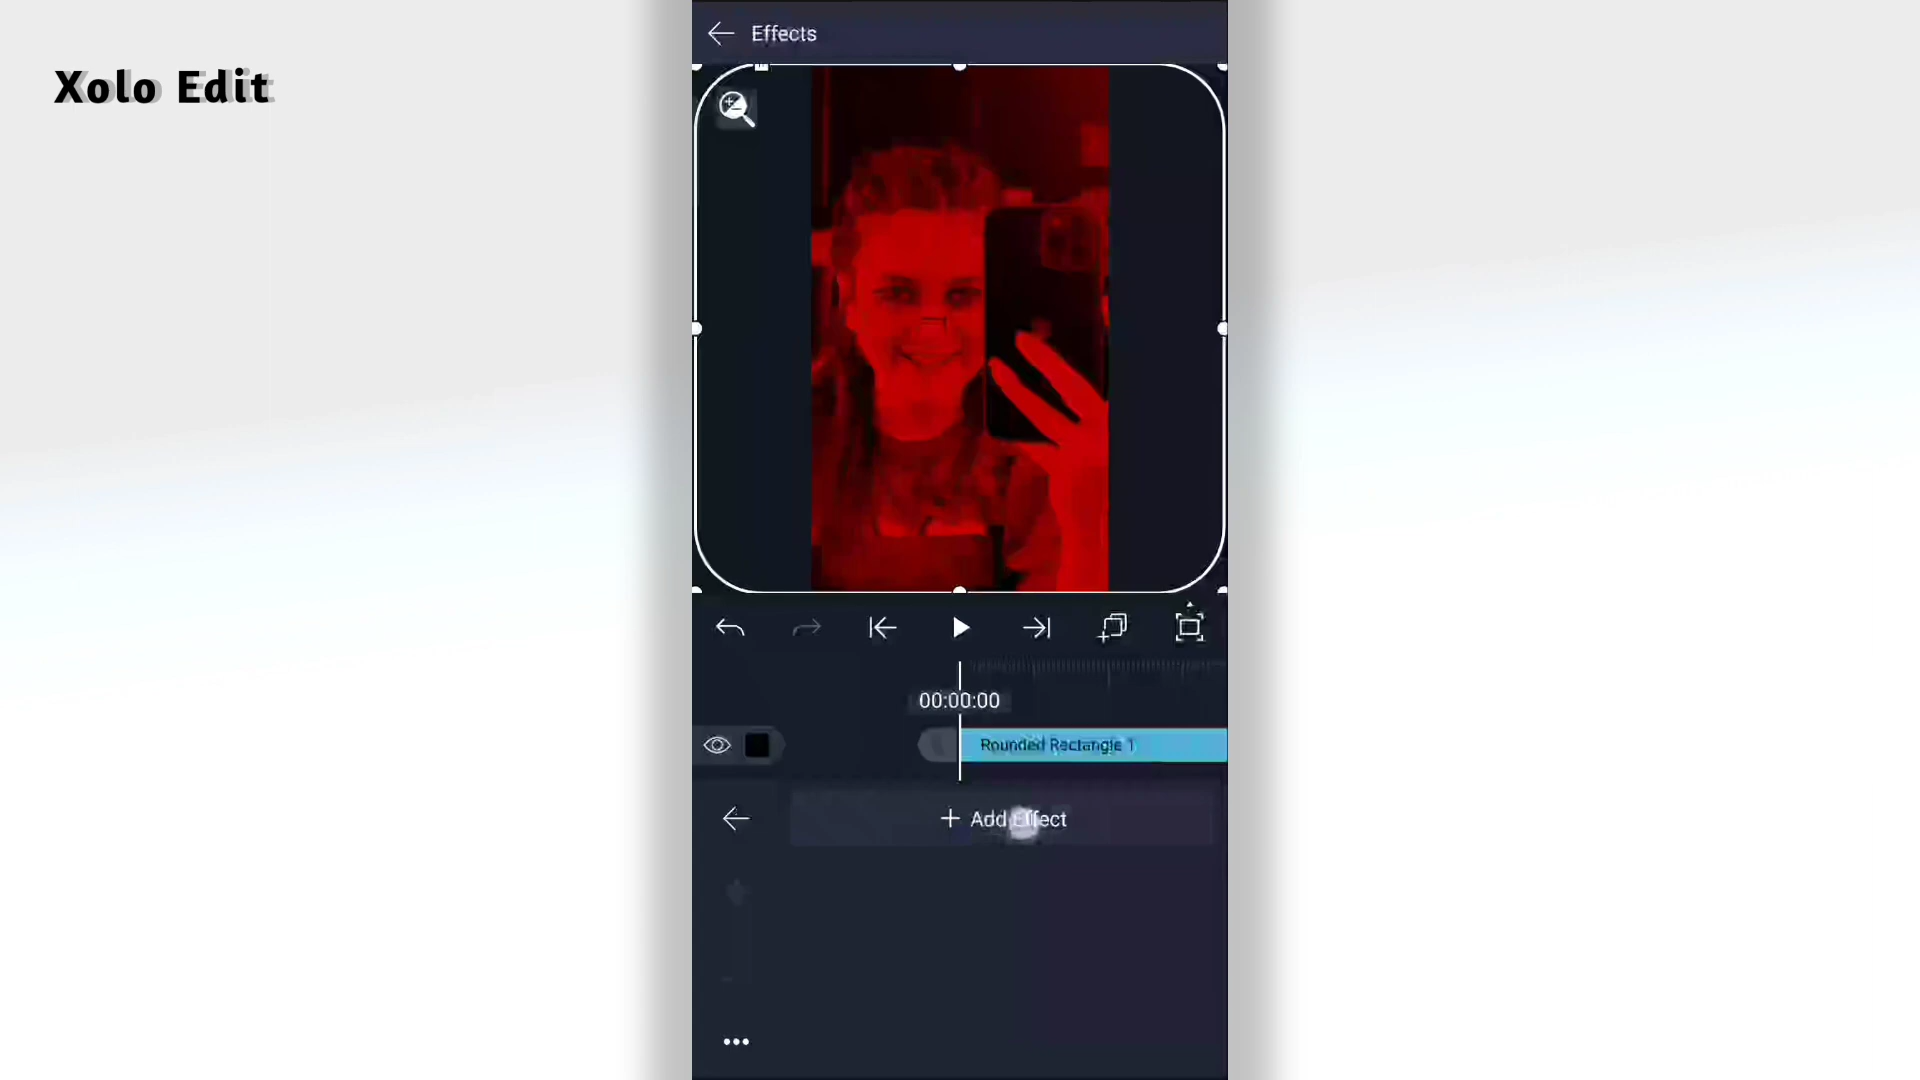 Effects
Xolo Edit
00:00:00
Rounded Rectangle 1
Add Effect